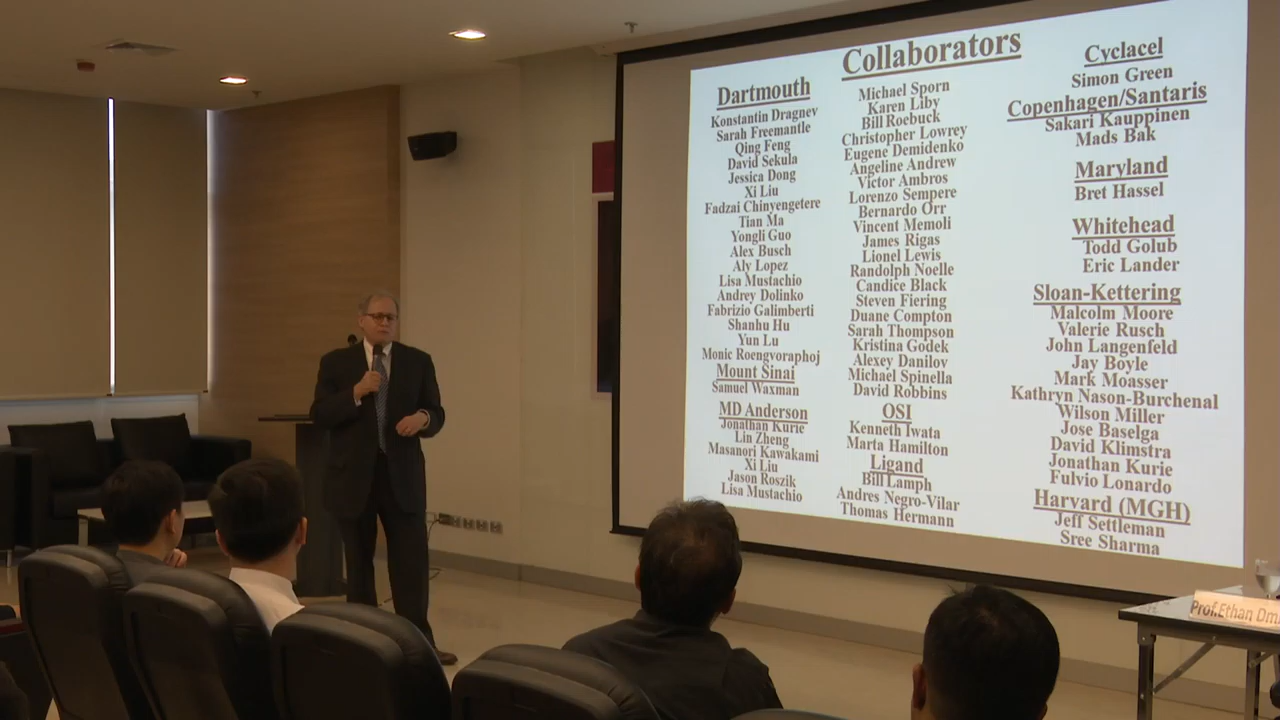 Collaborators
Dartmouth
Konstantin Dragnev
Sarah Freemantle
Qing Feng
David Sekula
Jessica Dong
Xi Liu
Fadzai Chinyengetere
Tian Ma
Yongli Guo
Alex Busch
Aly Lopez
Lisa Mustachio
Andrey Dolinko
Fabrizio Galimberti
Shanhu Hu
Yun Lu
Monic Roengvoraphoj
Mount Sinai
Samuel Waxman
MD Anderson
Jonathan Kurie
Lin Zheng
Masanori Kawakami
Xi Liu
Jason Roszik
Lisa Mustachio
Michael Sporn
Karen Liby
Bill Roebuck
Christopher Lowrey
Eugene Demidenko
Angeline Andrew
Victor Ambros
Lorenzo Sempere
Bernardo Orr
Vincent Memoli
James Rigas
Lionel Lewis
Randolph Noelle
Candice Black
Steven Fiering
Duane Compton
Sarah Thompson
Kristina Godek
Alexey Danilov
Michael Spinella
David Robbins
OSI
Kenneth Iwata
Marta Hamilton
Ligand
Bill Lamph
Andres Negro-Vilar
Thomas Hermann
Cyclacel
Simon Green
Copenhagen/Santaris
Sakari Kauppinen
Mads Bak
Maryland
Bret Hassel
Whitehead
Todd Golub
Eric Lander
Sloan-Kettering
Malcolm Moore
Valerie Rusch
John Langenfeld
Jay Boyle
Mark Moasser
Kathryn Nason-Burchenal
Wilson Miller
Jose Baselga
David Klimstra
Jonathan Kurie
Fulvio Lonardo
Harvard (MGH)
Jeff Settleman
Sree Sharma
Prof.Ethan